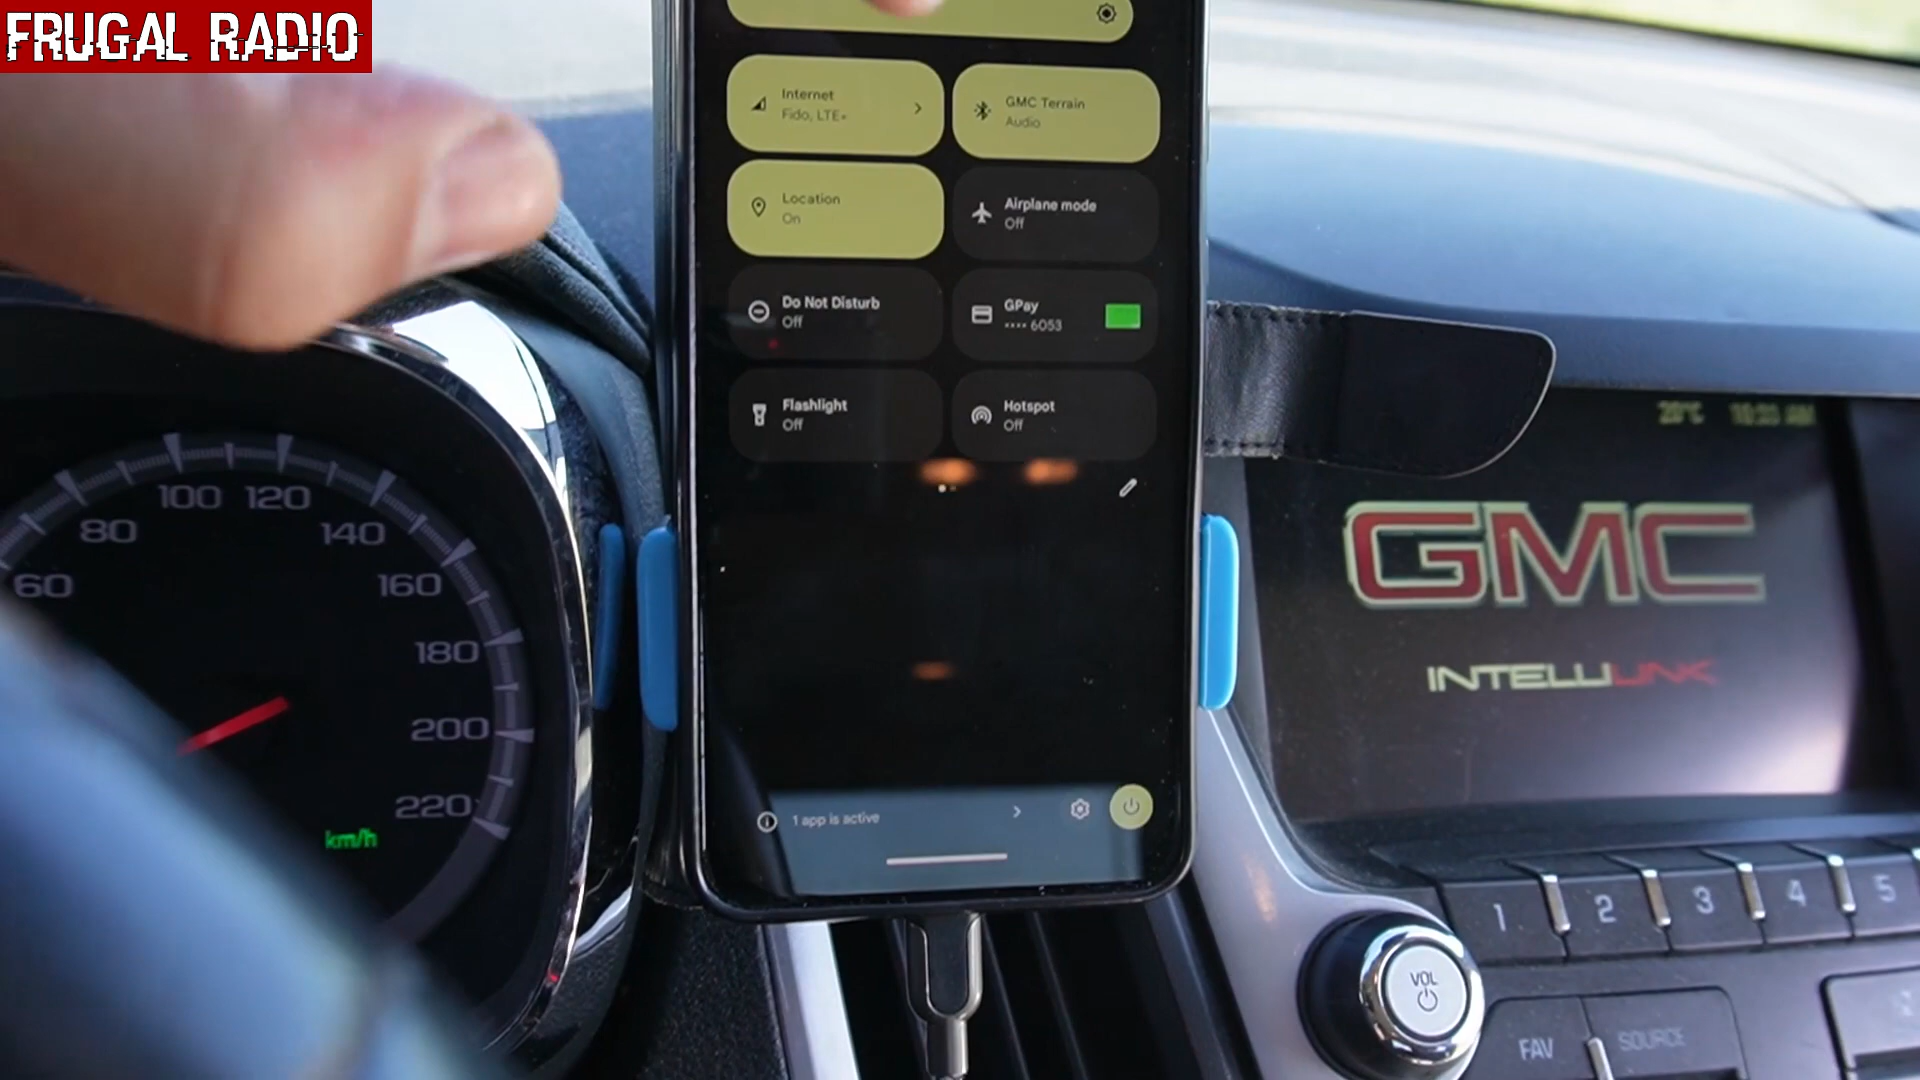 FRUGAL RADIO
Internet
Fido, LTE+
GMC Terrain
Audio
Location
On
Airplane mode
Off
Do Not Disturb
Off
GPay
•••• 6053
Flashlight
Off
Hotspot
Off
1 app is active
60
80
100
120
140
160
180
200
220
km/h
20°C
GMC
INTELLILINK
1
2
3
4
5
VOL
FAV
SOURCE